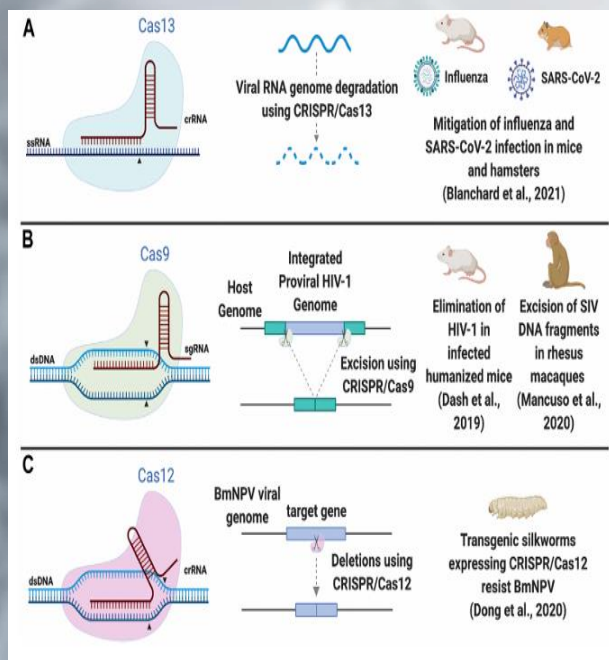 A
Cas13
crRNA
ssRNA
Viral RNA genome degradation
using CRISPR/Cas13
Influenza
SARS-CoV-2
Mitigation of influenza and
SARS-CoV-2 infection in mice
and hamsters
(Blanchard et al., 2021)
B
Cas9
sgRNA
dsDNA
Host
Genome
Integrated
Proviral HIV-1
Genome
Excision using
CRISPR/Cas9
Elimination of
HIV-1 in
infected
humanized mice
(Dash et al.,
2019)
Excision of SIV
DNA fragments
in rhesus
macaques
(Mancuso et al.,
2020)
C
Cas12
crRNA
dsDNA
BmNPV viral
genome
target gene
Deletions using
CRISPR/Cas12
Transgenic silkworms
expressing CRISPR/Cas12
resist BmNPV
(Dong et al., 2020)